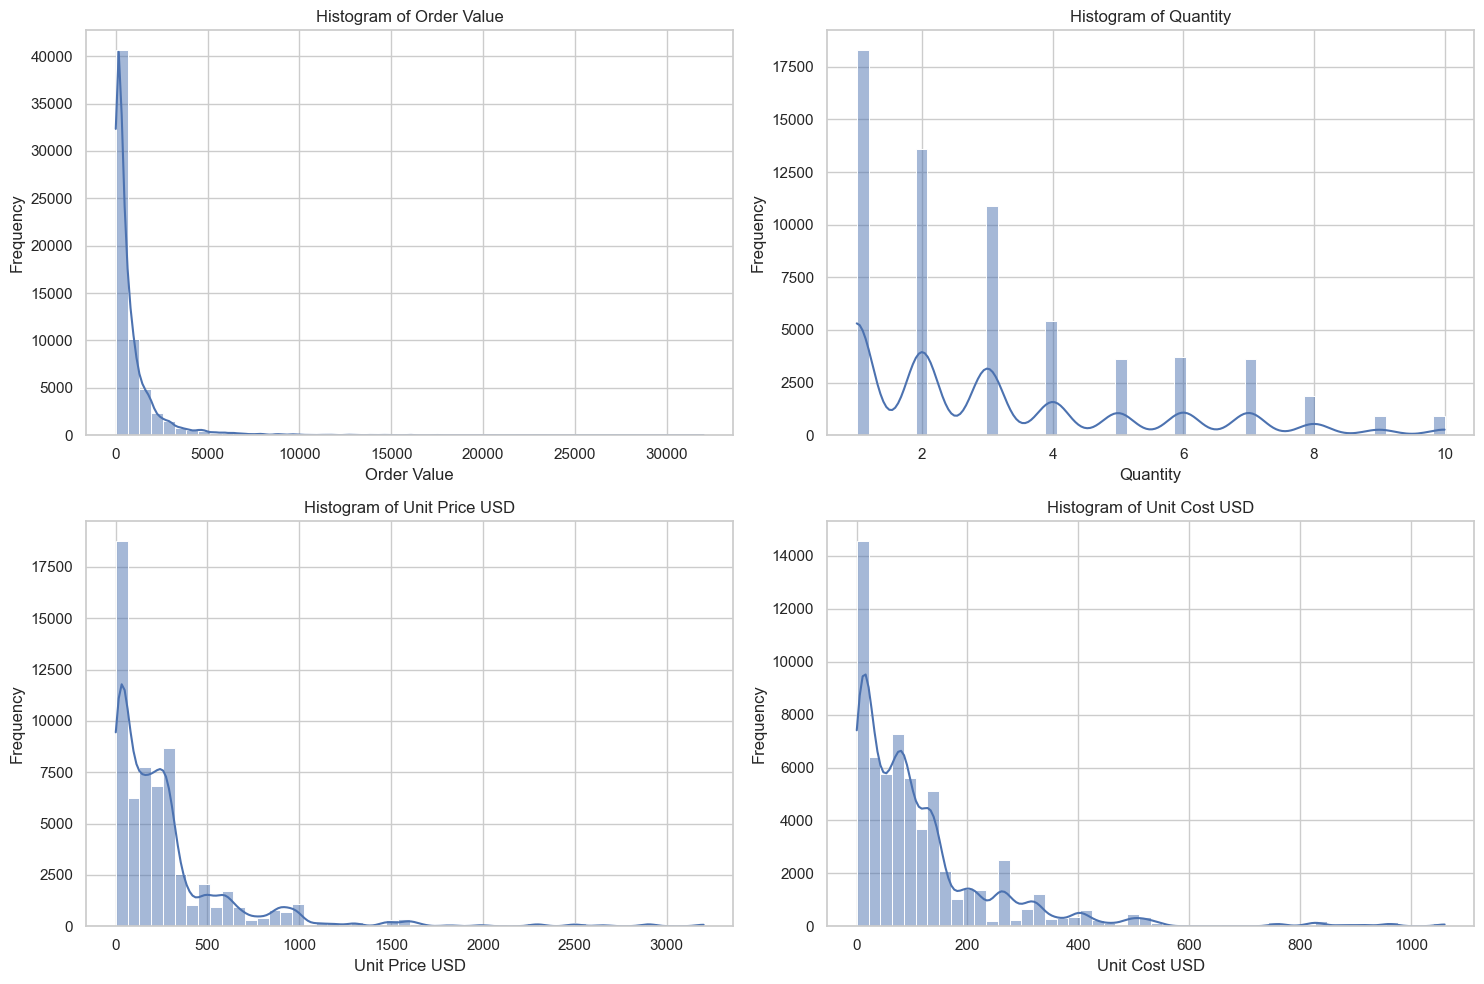 Histogram of Order Value
40000
35000
30000
25000
20000
15000
10000
5000
0
Frequency
0 5000 10000 15000 20000 25000 30000
Order Value
Histogram of Quantity
17500
15000
12500
10000
7500
5000
2500
0
Frequency
2 4 6 8 10
Quantity
Histogram of Unit Price USD
17500
15000
12500
10000
7500
5000
2500
0
Frequency
0 500 1000 1500 2000 2500 3000
Unit Price USD
Histogram of Unit Cost USD
14000
12000
10000
8000
6000
4000
2000
0
Frequency
0 200 400 600 800 1000
Unit Cost USD